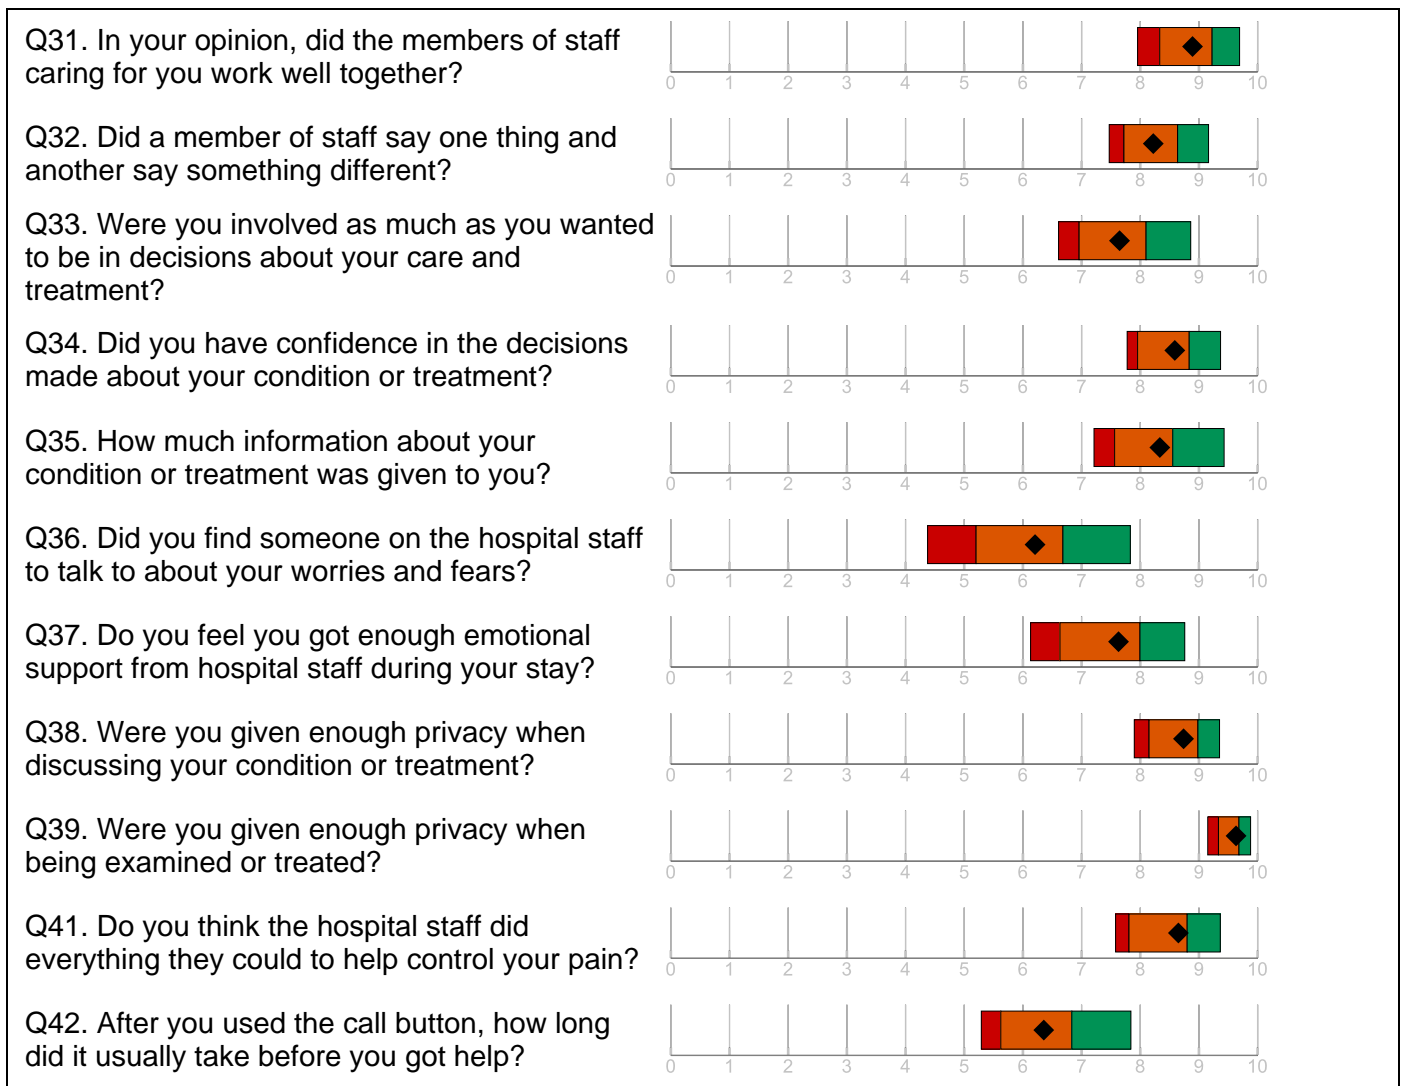 Q31. In your opinion, did the members of staff
caring for you work well together?
0 1 2 3 4 5 6 7 8 9 10
Q32. Did a member of staff say one thing and
another say something different?
0 1 2 3 4 5 6 7 8 9 10
Q33. Were you involved as much as you wanted
to be in decisions about your care and
treatment?
0 1 2 3 4 5 6 7 8 9 10
Q34. Did you have confidence in the decisions
made about your condition or treatment?
0 1 2 3 4 5 6 7 8 9 10
Q35. How much information about your
condition or treatment was given to you?
0 1 2 3 4 5 6 7 8 9 10
Q36. Did you find someone on the hospital staff
to talk to about your worries and fears?
0 1 2 3 4 5 6 7 8 9 10
Q37. Do you feel you got enough emotional
support from hospital staff during your stay?
0 1 2 3 4 5 6 7 8 9 10
Q38. Were you given enough privacy when
discussing your condition or treatment?
0 1 2 3 4 5 6 7 8 9 10
Q39. Were you given enough privacy when
being examined or treated?
0 1 2 3 4 5 6 7 8 9 10
Q41. Do you think the hospital staff did
everything they could to help control your pain?
0 1 2 3 4 5 6 7 8 9 10
Q42. After you used the call button, how long
did it usually take before you got help?
0 1 2 3 4 5 6 7 8 9 10